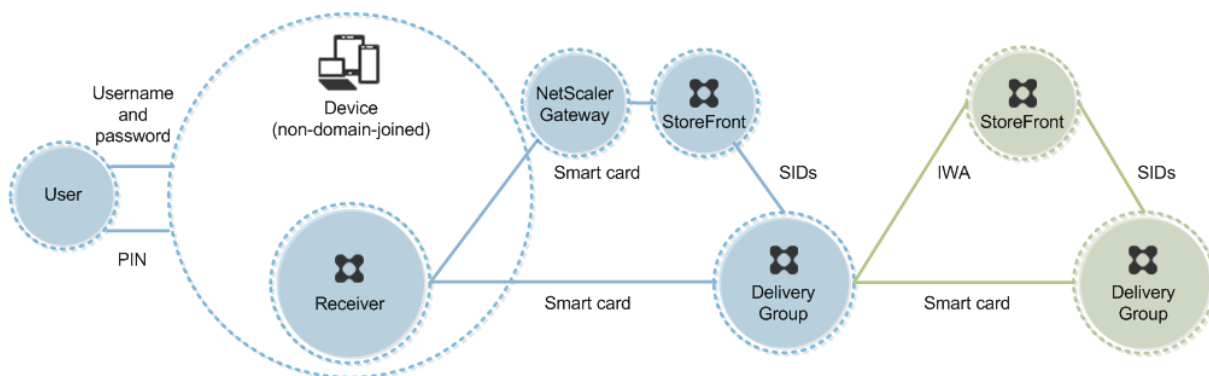 Username
and
password
User
PIN
Device
(non-domain-joined)
Receiver
NetScaler
Gateway
StoreFront
Smart card
SIDs
Smart card
Delivery
Group
StoreFront
IWA
SIDs
Smart card
Delivery
Group